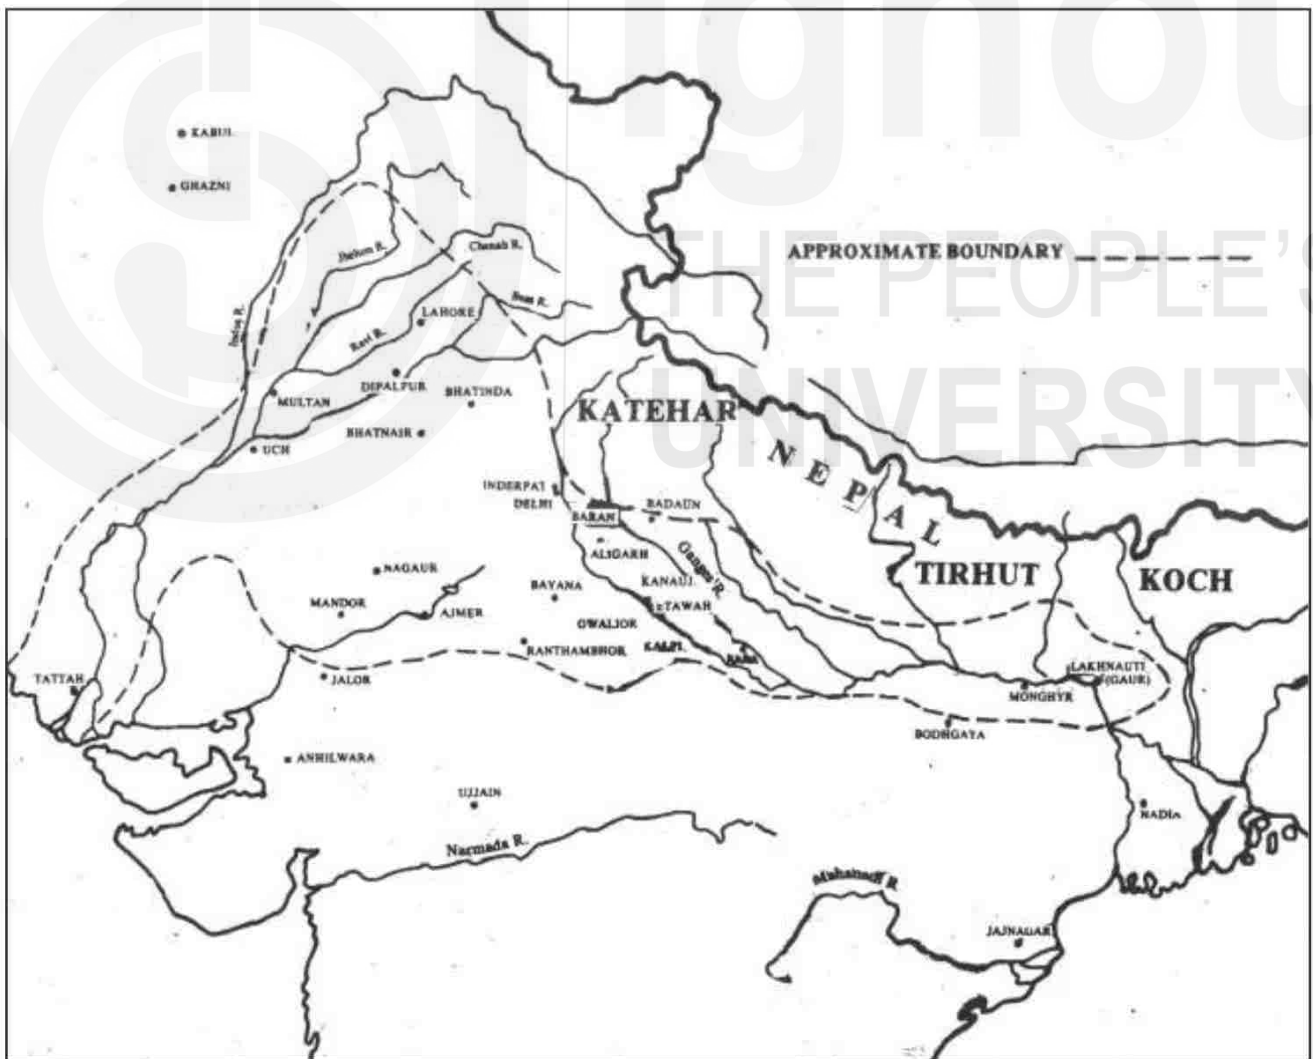 ignou
THE PEOPLE'S
UNIVERSITY
KABUL
GHAZNI
APPROXIMATE BOUNDARY
Jhelum R.
Chenab R.
Indus R.
Ravi R.
Beas R.
LAHORE
DIPALPUR
MULTAN
BHATINDA
BHATNAIR
UCH
KATEHAR
NEPAL
INDERPAT
DELHI
BARAN
BADAUN
ALIGARH
Ganges R.
TIRHUT
KOCH
NAGAUR
BAYANA
KANAUJ
ETAWAH
MANDOR
AJMER
GWALIOR
KALPI
RANTHAMBHOR
KARA
TATTAH
JALOR
LAKHNAUTI
(GAUR)
MONGHYR
BODHGAYA
ANHILWARA
UJJAIN
NADIA
Narmada R.
Mahanadi R.
JAJNAGAR